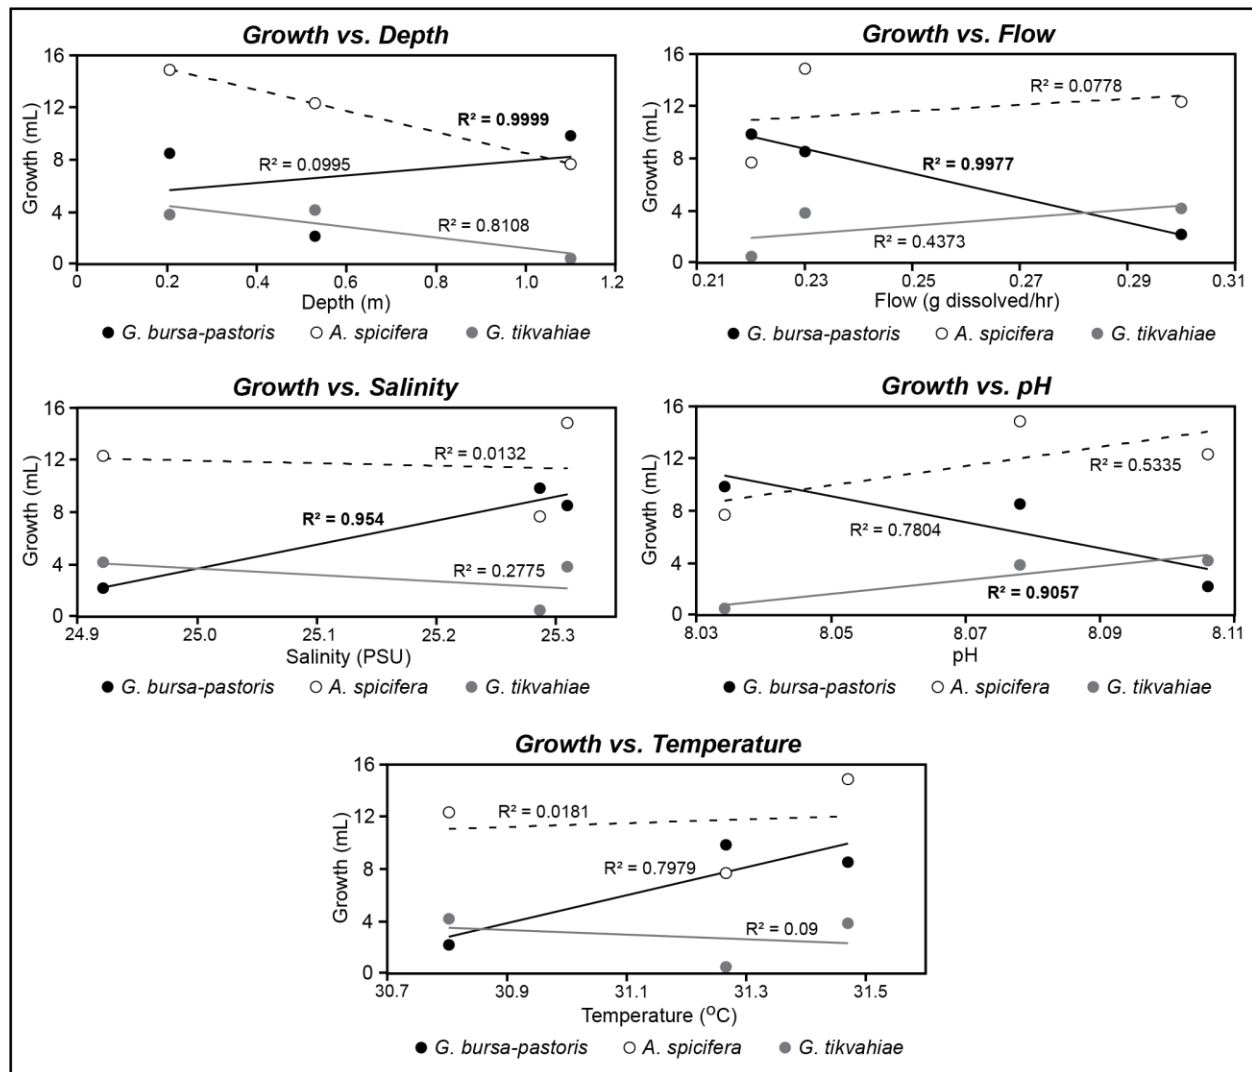 Growth vs. Depth
Growth (mL)
16
12
8
4
0
R² = 0.9999
R² = 0.0995
R² = 0.8108
0 0.2 0.4 0.6 0.8 1.0 1.2
Depth (m)
G. bursa-pastoris A. spicifera G. tikvahiae
Growth vs. Flow
Growth (mL)
16
12
8
4
0
R² = 0.0778
R² = 0.9977
R² = 0.4373
0.21 0.23 0.25 0.27 0.29 0.31
Flow (g dissolved/hr)
G. bursa-pastoris A. spicifera G. tikvahiae
Growth vs. Salinity
Growth (mL)
16
12
8
4
0
R² = 0.0132
R² = 0.954
R² = 0.2775
24.9 25.0 25.1 25.2 25.3
Salinity (PSU)
G. bursa-pastoris A. spicifera G. tikvahiae
Growth vs. pH
Growth (mL)
16
12
8
4
0
R² = 0.5335
R² = 0.7804
R² = 0.9057
8.03 8.05 8.07 8.09 8.11
pH
G. bursa-pastoris A. spicifera G. tikvahiae
Growth vs. Temperature
Growth (mL)
16
12
8
4
0
R² = 0.0181
R² = 0.7979
R² = 0.09
30.7 30.9 31.1 31.3 31.5
Temperature (°C)
G. bursa-pastoris A. spicifera G. tikvahiae